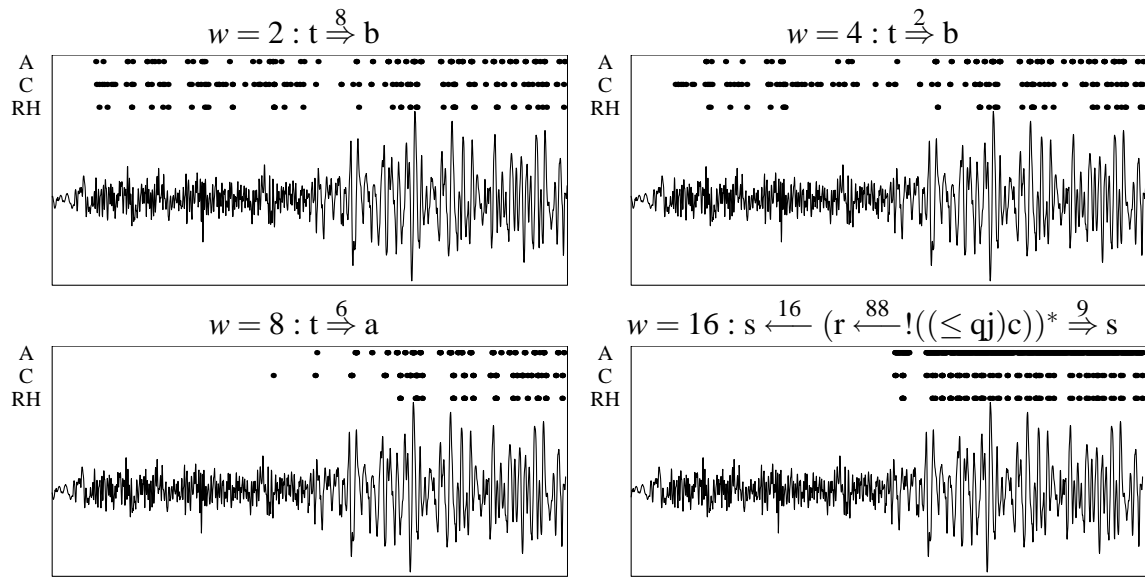 w = 2 : t ⇒^8 b
A
C
RH
w = 4 : t ⇒^2 b
A
C
RH
w = 8 : t ⇒^6 a
A
C
RH
w = 16 : s ←^16 (r ←^88 !((≤ qj)c))* ⇒^9 s
A
C
RH